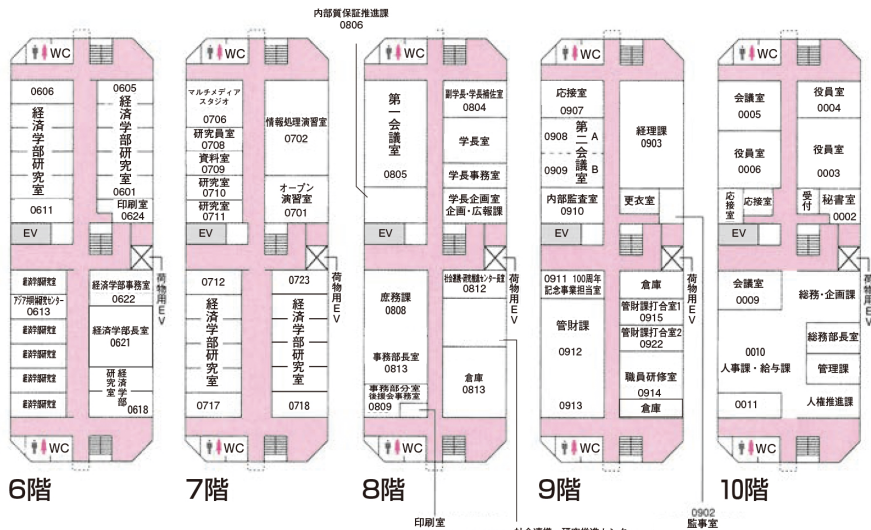 内部質保証推進課
0806
WC
0606
経済学部研究室
0611
EV
0605
経済学部研究室
0601
印刷室
0624
荷物用EV
経済学部研究室
アジア共同体研究センター
0613
経済学部研究室
経済学部研究室
経済学部研究室
経済学部研究室
経済学部事務室
0622
経済学部長室
0621
経済学部
研究室
0618
WC
6階
WC
マルチメディア
スタジオ
0706
研究員室
0708
資料室
0709
研究室
0710
研究室
0711
EV
情報処理演習室
0702
オープン
演習室
0701
荷物用EV
0712
経済学部研究室
0717
0723
経済学部研究室
0718
WC
7階
WC
第一会議室
0805
EV
副学長・学長補佐室
0804
学長室
学長事務室
学長企画室
企画・広報課
荷物用EV
庶務課
0808
事務部長室
0813
事務部分室
後援会事務室
0809
0812
倉庫
0813
WC
8階
印刷室
WC
応接室
0907
0908
0909
第二会議室
A
B
内部監査室
0910
EV
経理課
0903
更衣室
荷物用EV
0911 100周年
記念事業担当室
管財課
0912
0913
倉庫
管財課打合室1
0915
管財課打合室2
0922
職員研修室
0914
倉庫
WC
9階
0902
監事室
WC
会議室
0005
役員室
0006
応接室
応接室
EV
役員室
0004
役員室
0003
受付
秘書室
0002
荷物用EV
会議室
0009
0010
人事課・給与課
0011
総務・企画課
総務部長室
管理課
人権推進課
WC
10階